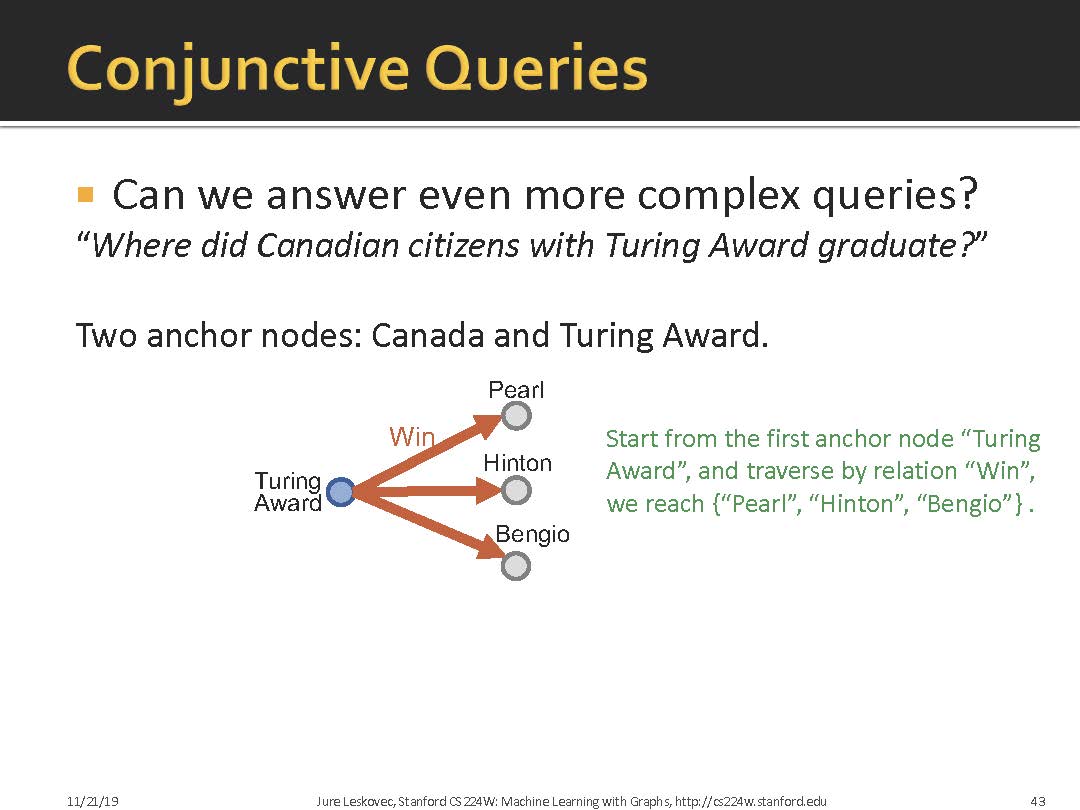 Conjunctive Queries
Can we answer even more complex queries?
“Where did Canadian citizens with Turing Award graduate?”
Two anchor nodes: Canada and Turing Award.
Pearl
Win
Hinton
Turing
Award
Bengio
Start from the first anchor node “Turing
Award”, and traverse by relation “Win”,
we reach {“Pearl”, “Hinton”, “Bengio”} .
11/21/19
Jure Leskovec, Stanford CS224W: Machine Learning with Graphs, http://cs224w.stanford.edu
43